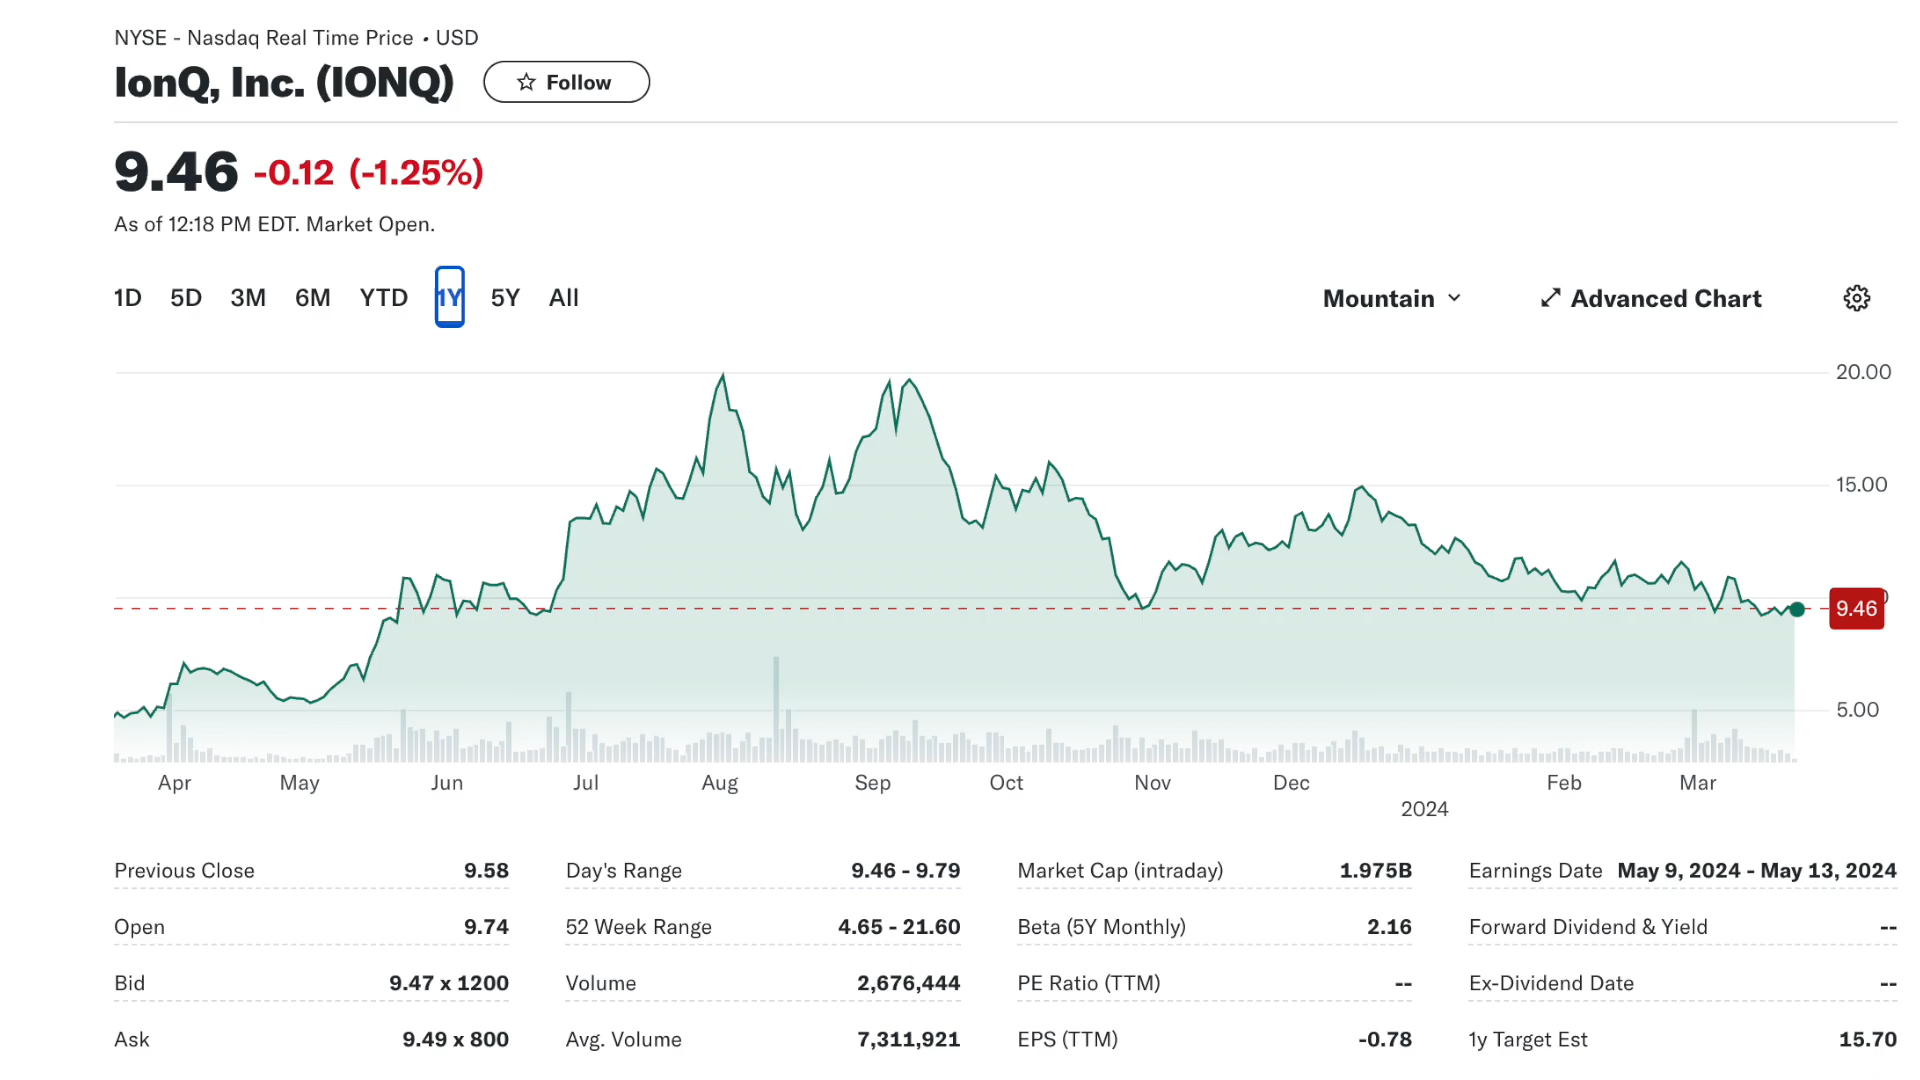 NYSE - Nasdaq Real Time Price • USD
IonQ, Inc. (IONQ)
Follow
9.46 -0.12 (-1.25%)
As of 12:18 PM EDT. Market Open.
1D 5D 3M 6M YTD 1Y 5Y All
Mountain Advanced Chart
20.00
15.00
9.46
5.00
Apr May Jun Jul Aug Sep Oct Nov Dec Feb Mar
2024
Previous Close 9.58 Day's Range 9.46 - 9.79 Market Cap (intraday) 1.975B Earnings Date May 9, 2024 - May 13, 2024
Open 9.74 52 Week Range 4.65 - 21.60 Beta (5Y Monthly) 2.16 Forward Dividend & Yield --
Bid 9.47 x 1200 Volume 2,676,444 PE Ratio (TTM) -- Ex-Dividend Date --
Ask 9.49 x 800 Avg. Volume 7,311,921 EPS (TTM) -0.78 1y Target Est 15.70